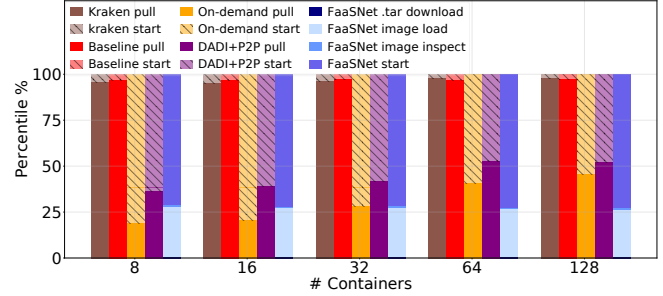 Kraken pull On-demand pull FaaSNet .tar download
kraken start On-demand start FaaSNet image load
Baseline pull DADI+P2P pull FaaSNet image inspect
Baseline start DADI+P2P start FaaSNet start
100
75
50
25
0
Percentile %
8 16 32 64 128
# Containers